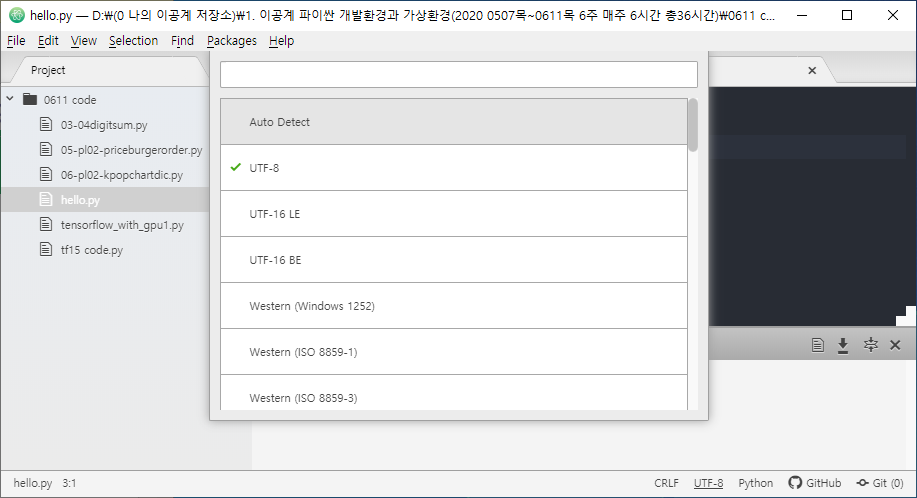 hello.py — D:\(0 나의 이공계 저장소)\1. 이공계 파이썬 개발환경과 가상환경(2020 0507목~0611목 6주 매주 6시간 총36시간)\0611 c...
File Edit View Selection Find Packages Help
Project
0611 code
03-04digitsum.py
05-pl02-priceburgerorder.py
06-pl02-kpopchartdic.py
hello.py
tensorflow_with_gpu1.py
tf15 code.py
Auto Detect
UTF-8
UTF-16 LE
UTF-16 BE
Western (Windows 1252)
Western (ISO 8859-1)
Western (ISO 8859-3)
hello.py 3:1 CRLF UTF-8 Python GitHub Git (0)